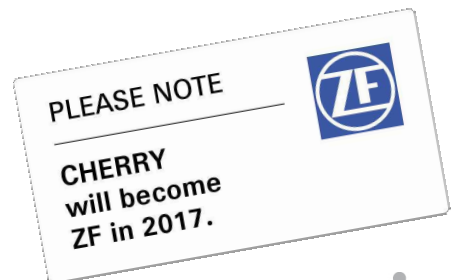 PLEASE NOTE
ZF
CHERRY
will become
ZF in 2017.